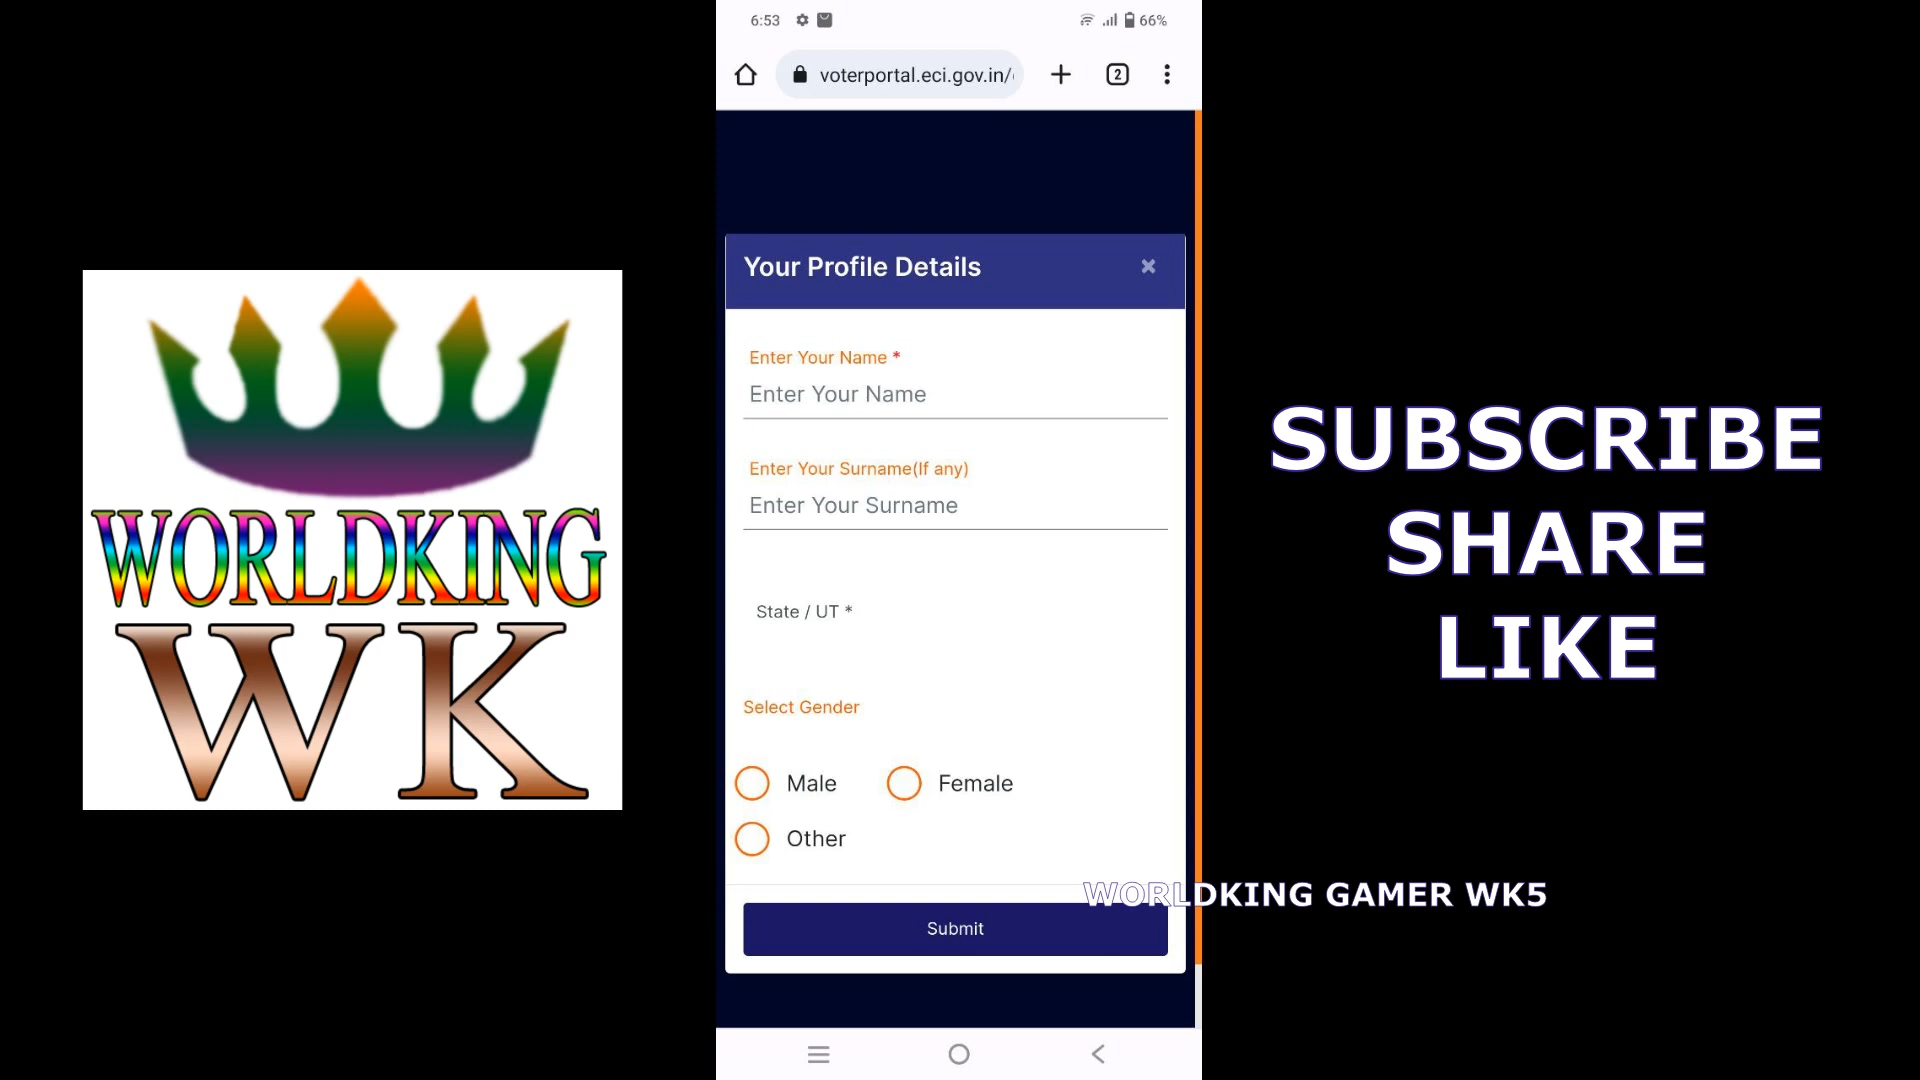 6:53
66%
voterportal.eci.gov.in/
2
Your Profile Details
×
Enter Your Name *
Enter Your Name
Enter Your Surname(If any)
Enter Your Surname
State / UT *
Select Gender
Male
Female
Other
Submit
WORLDKING
WK
SUBSCRIBE
SHARE
LIKE
WORLDKING GAMER WK5